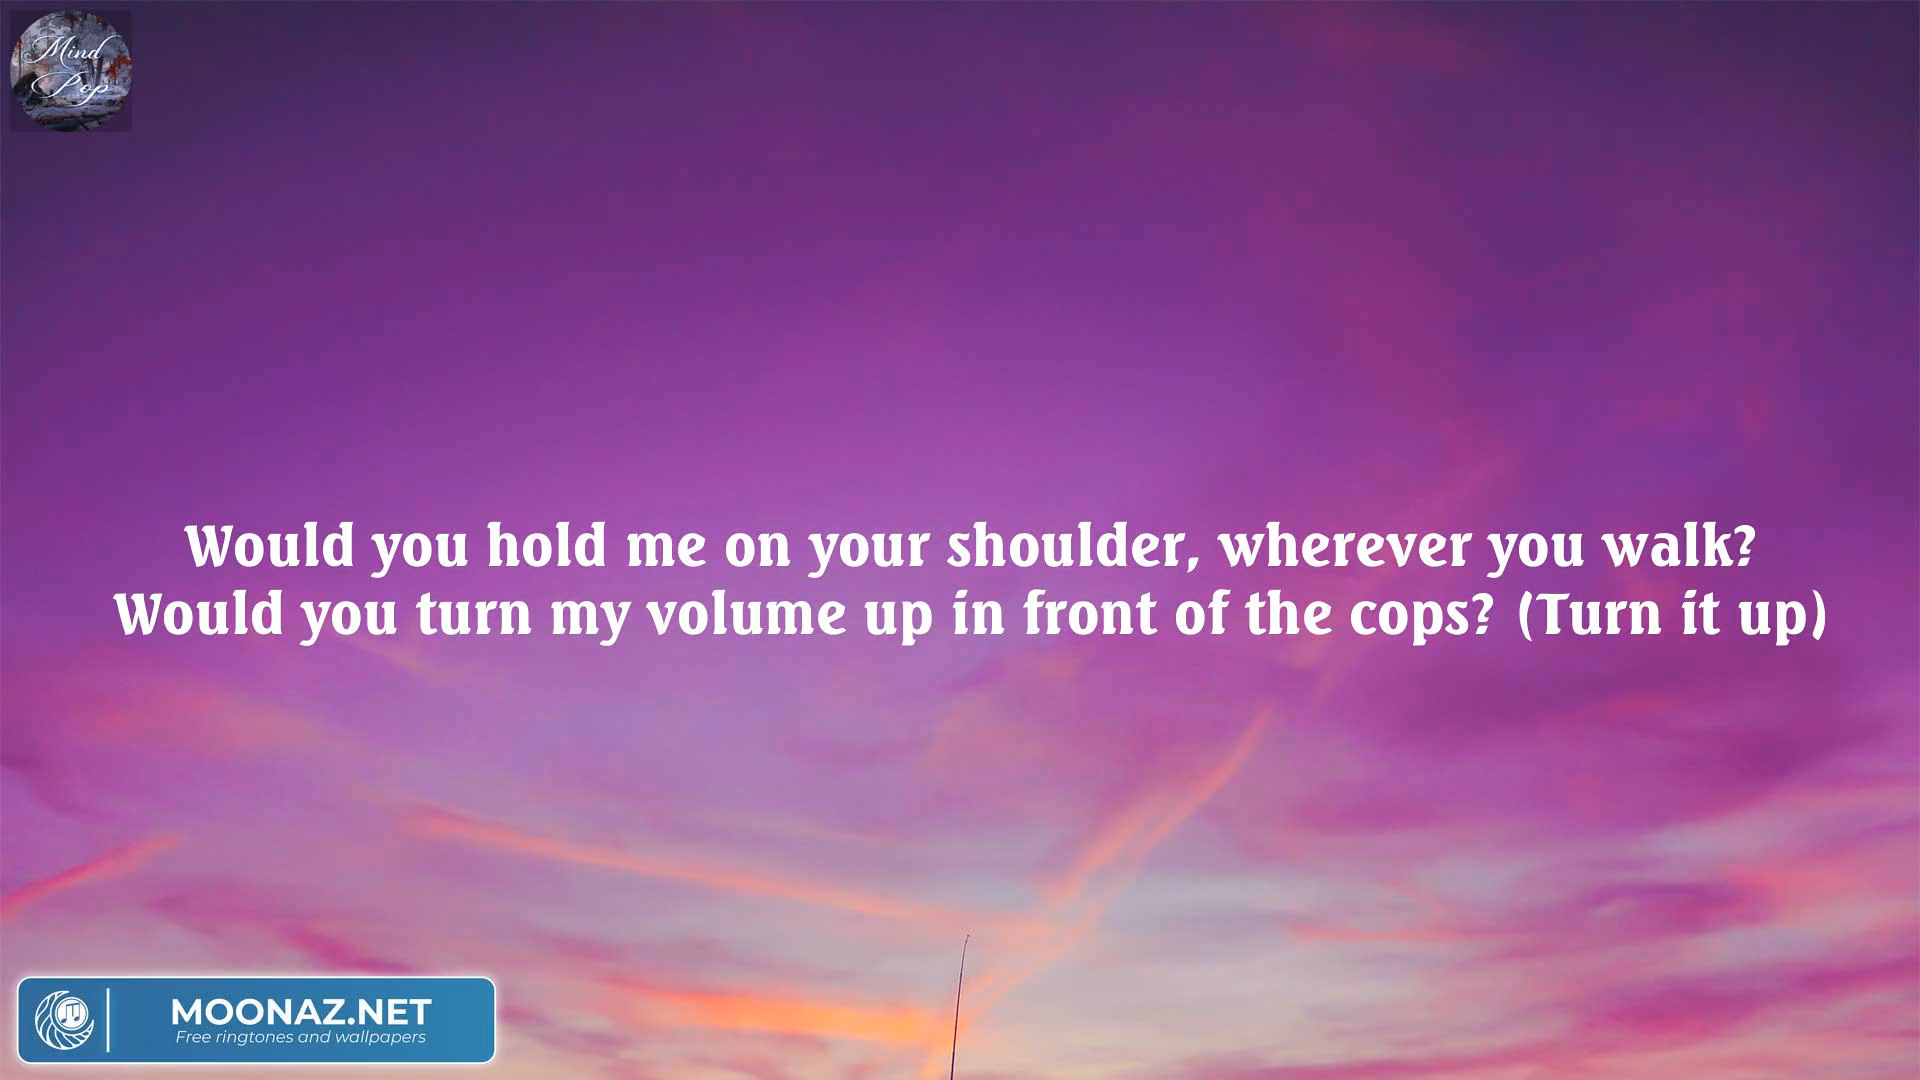 Mind
Pop
Would you hold me on your shoulder, wherever you walk?
Would you turn my volume up in front of the cops? (Turn it up)
MOONAZ.NET
Free ringtones and wallpapers